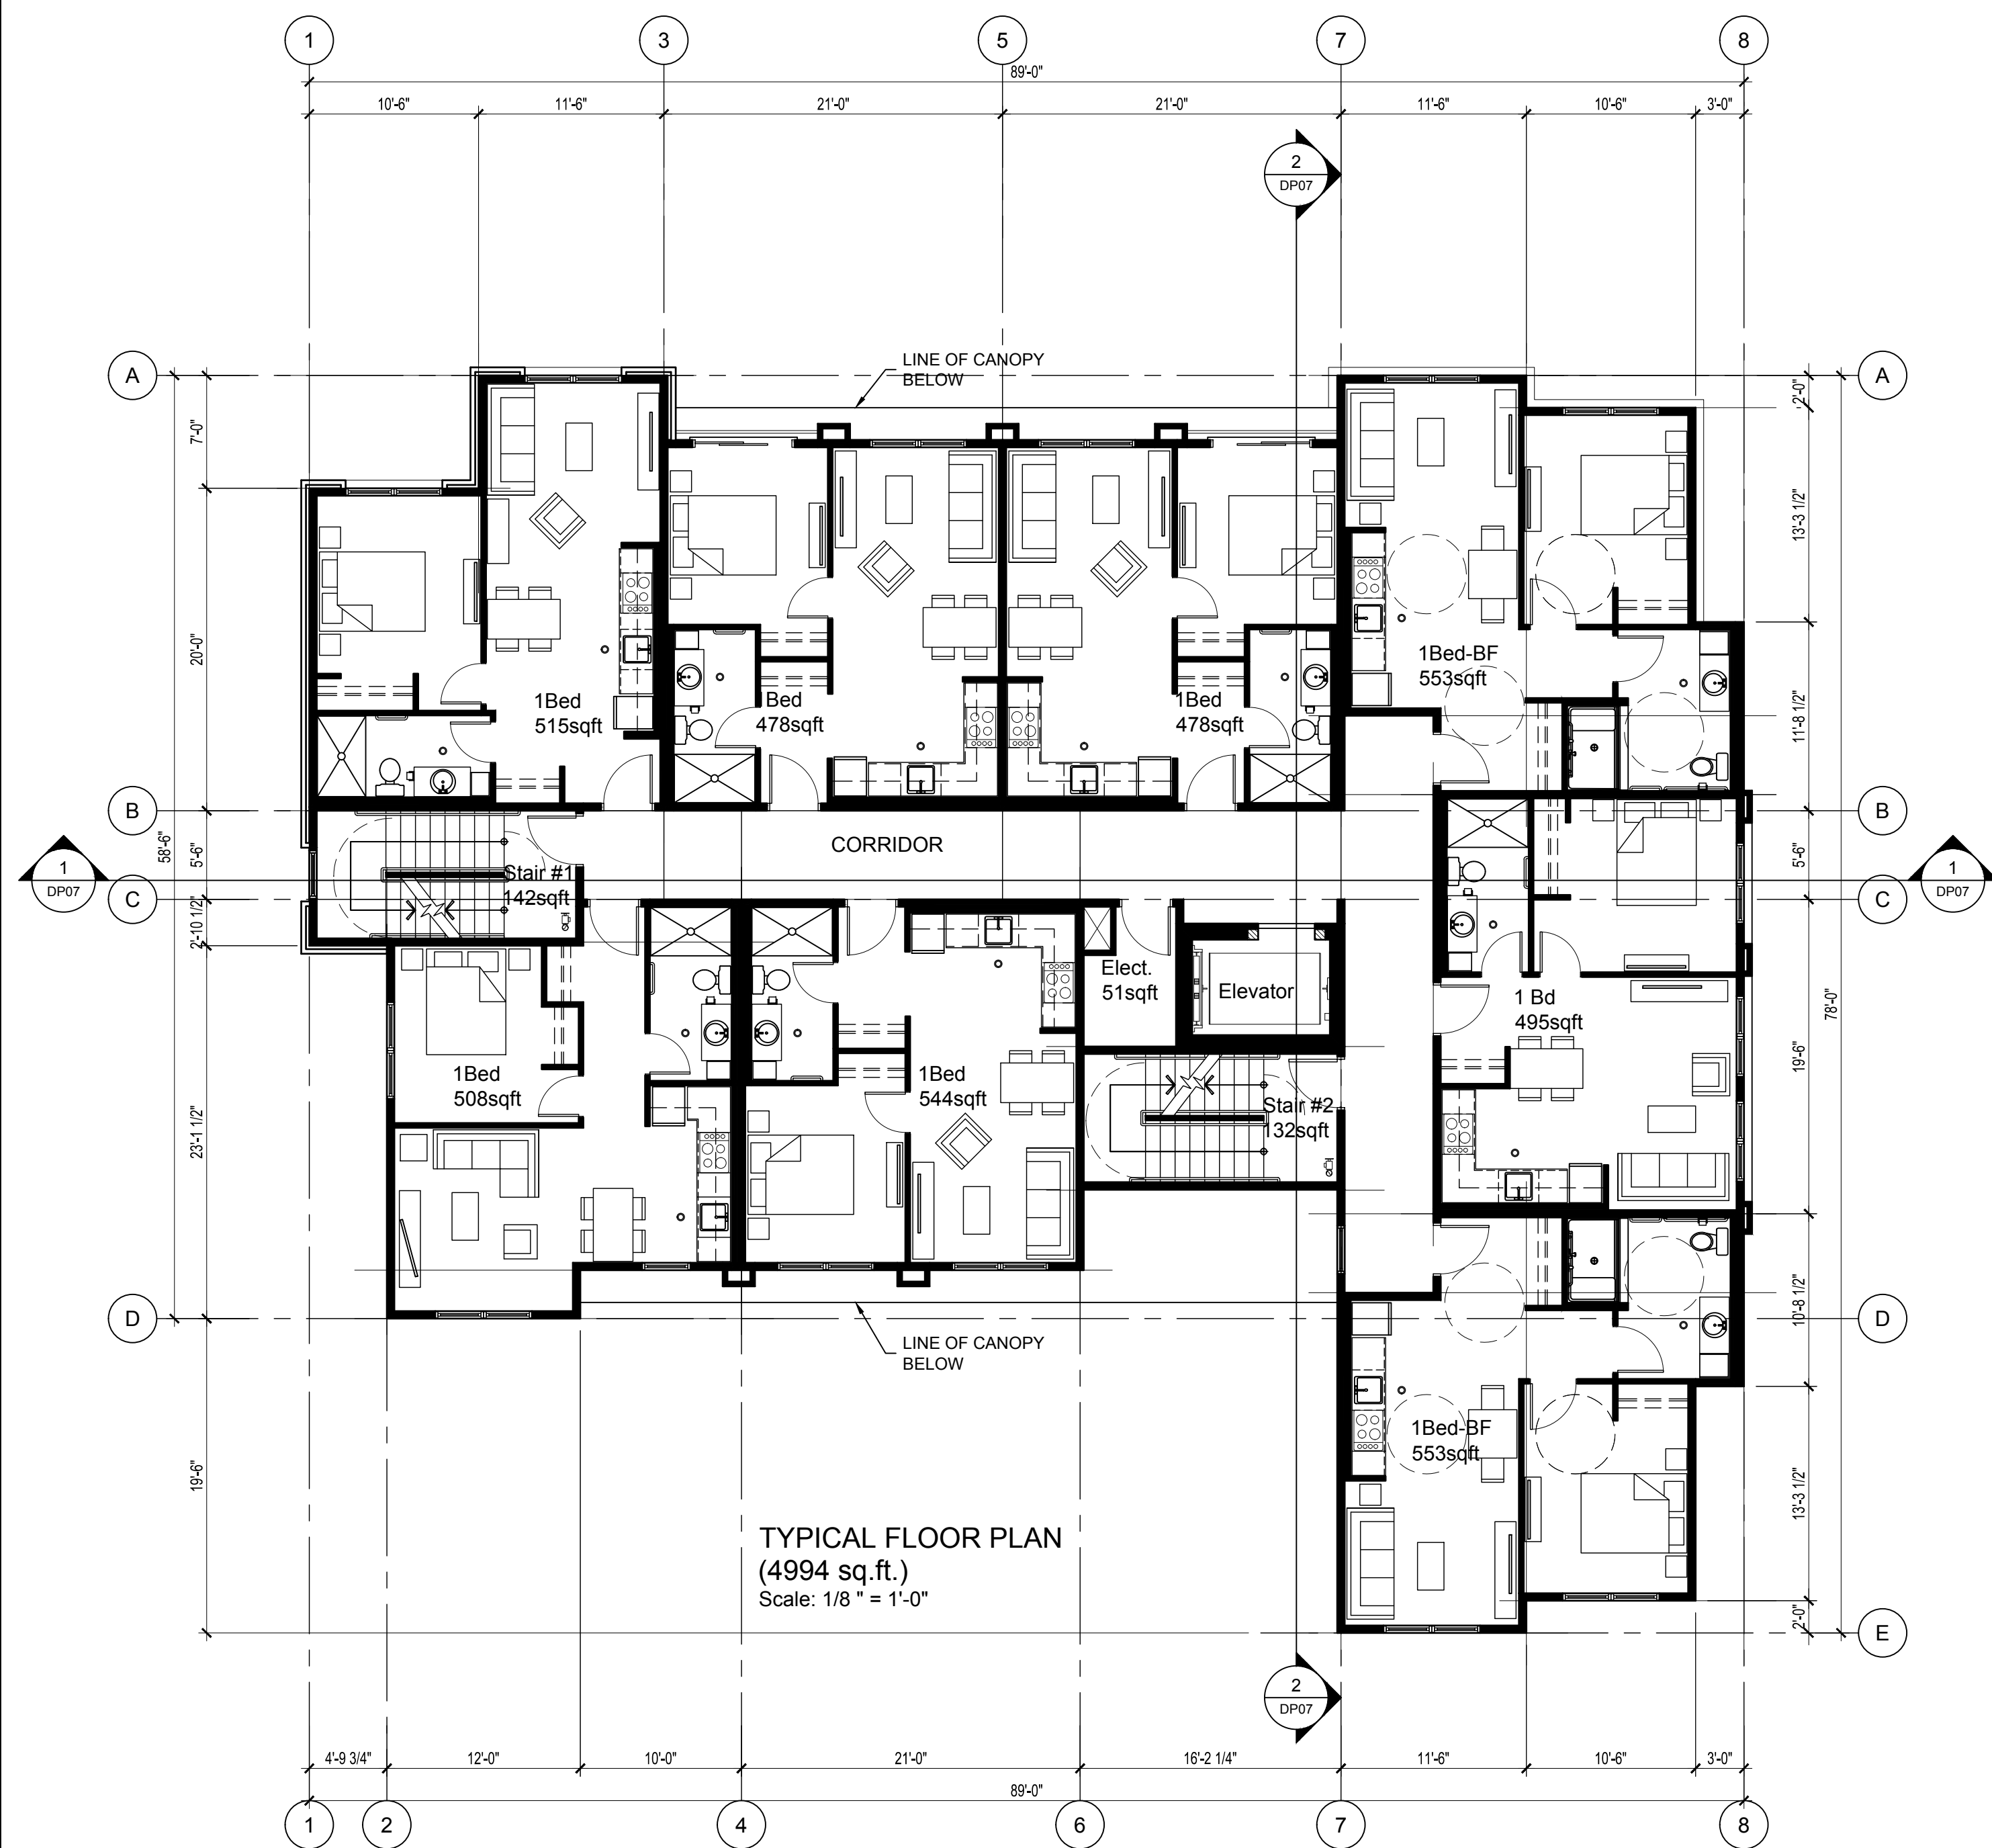 1
3
5
7
8
89'-0"
10'-6"
11'-6"
21'-0"
21'-0"
11'-6"
10'-6"
3'-0"
2
DP07
A
LINE OF CANOPY
BELOW
A
7'-0"
2'-0"
13'-3 1/2"
20'-0"
1Bed-BF
553sqft
1Bed
515sqft
1Bed
478sqft
1Bed
478sqft
11'-8 1/2"
B
B
58'-6"
5'-6"
CORRIDOR
5'-6"
1
DP07
Stair #1
142sqft
1
DP07
C
C
2'-10 1/2"
Elect.
51sqft
Elevator
1 Bd
495sqft
78'-0"
1Bed
508sqft
1Bed
544sqft
19'-6"
Stair #2
132sqft
23'-1 1/2"
D
LINE OF CANOPY
BELOW
10'-8 1/2"
D
1Bed-BF
553sqft
19'-6"
13'-3 1/2"
TYPICAL FLOOR PLAN
(4994 sq.ft.)
Scale: 1/8 " = 1'-0"
2'-0"
E
2
DP07
4'-9 3/4"
12'-0"
10'-0"
21'-0"
16'-2 1/4"
11'-6"
10'-6"
3'-0"
89'-0"
1
2
4
6
7
8